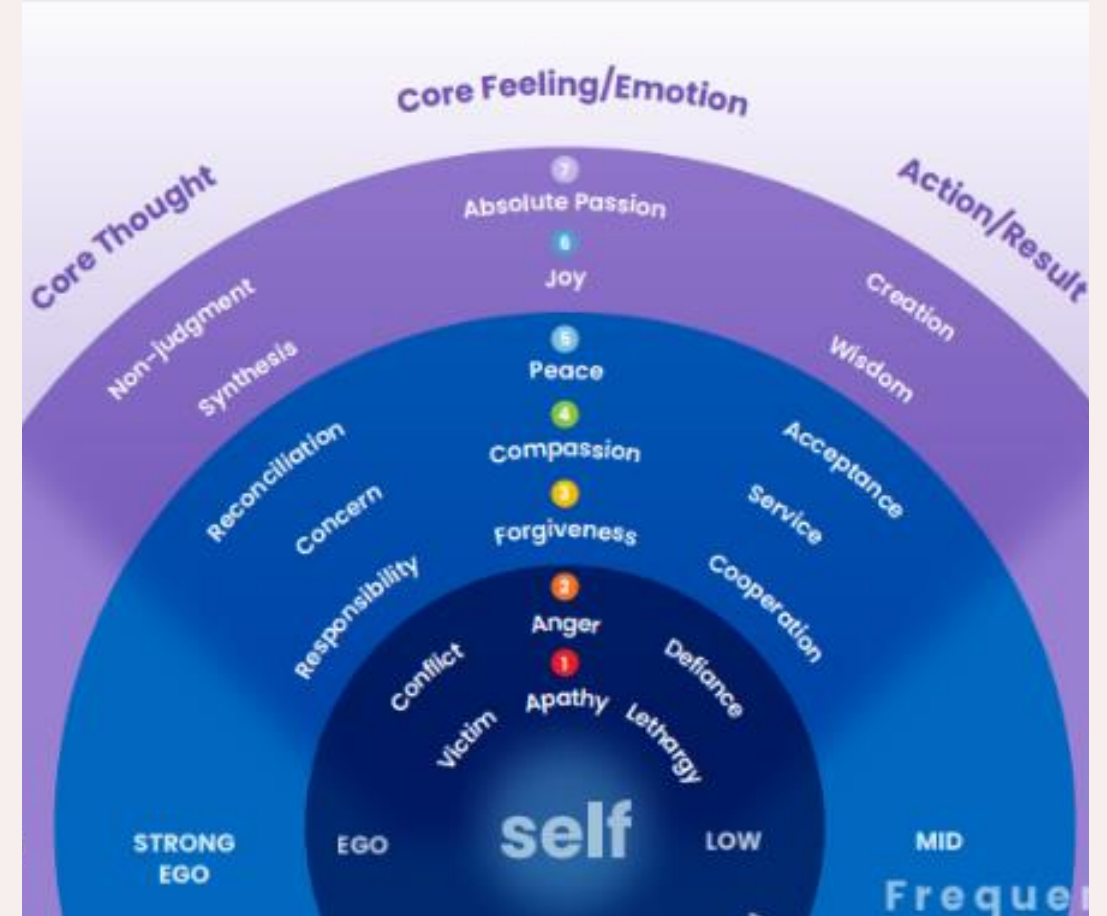 Core Feeling/Emotion
Core Thought
Action/Result
7
Absolute Passion
6
Joy
Non-judgment
Synthesis
Creation
Wisdom
5
Peace
4
Compassion
3
Forgiveness
Reconciliation
Concern
Responsibility
Acceptance
Service
Cooperation
2
Anger
1
Apathy
Conflict
Victim
Defiance
Lethargy
self
STRONG
EGO
EGO
LOW
MID